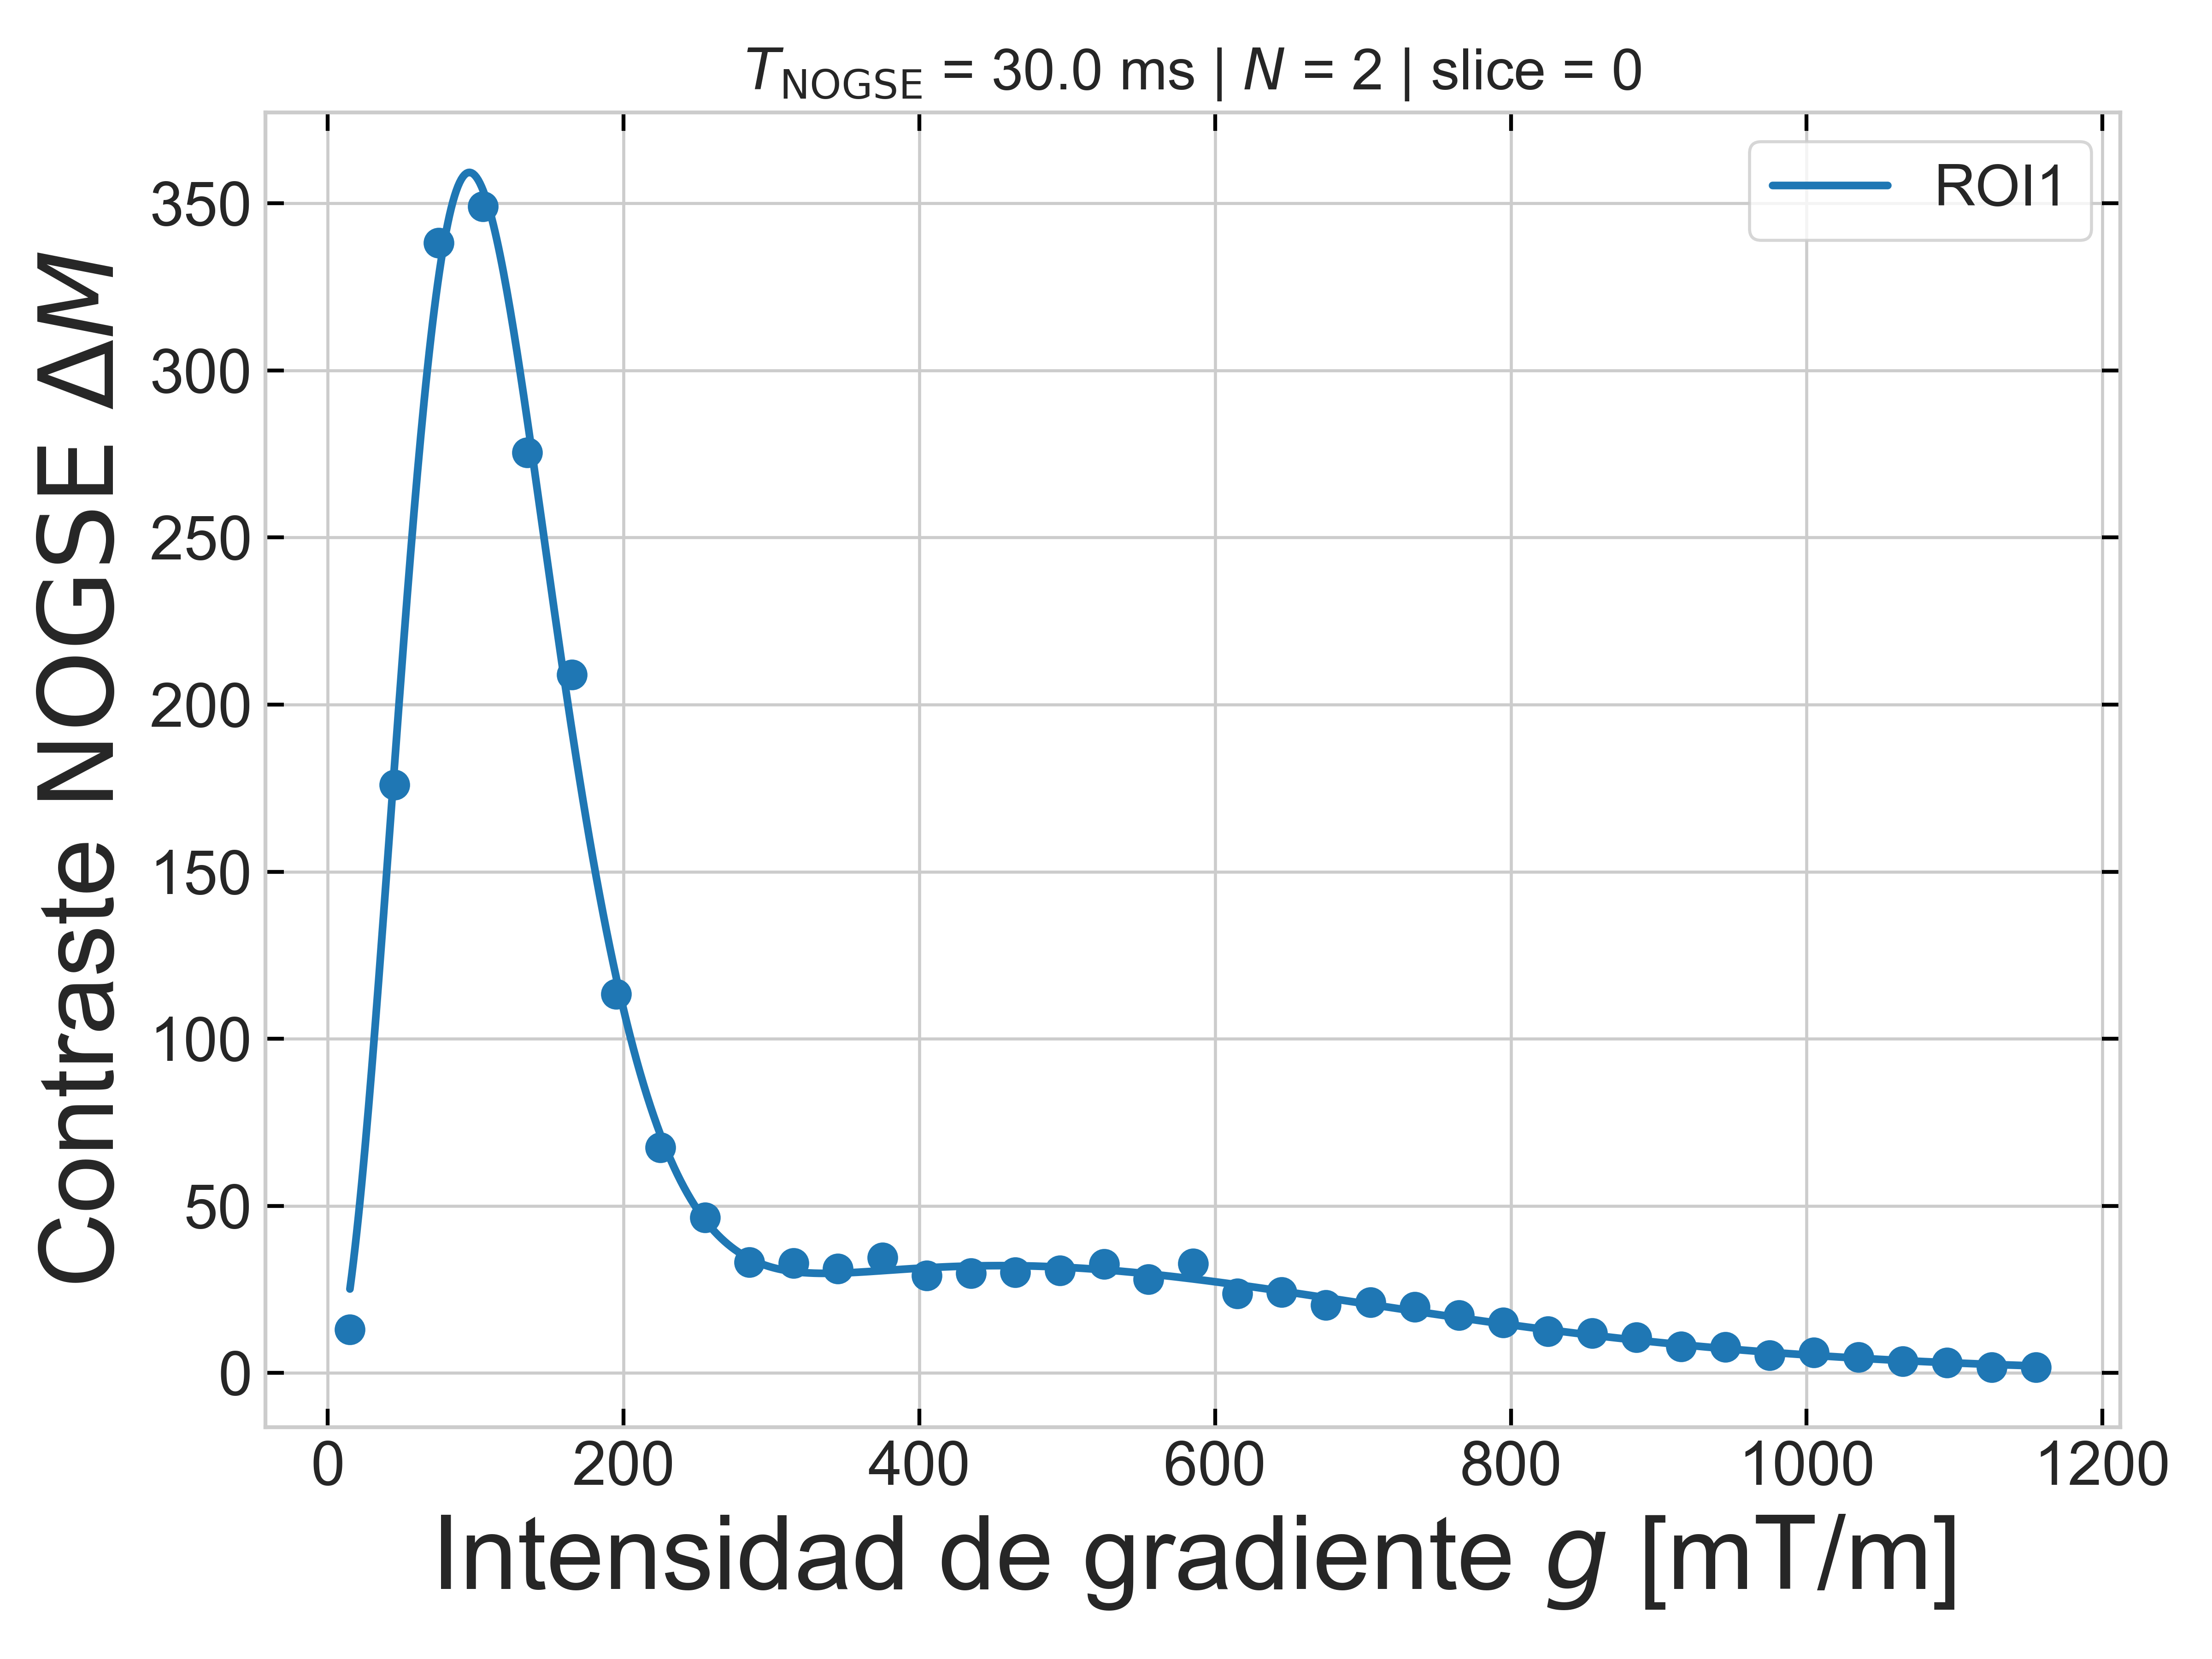 T_NOGSE = 30.0 ms | N = 2 | slice = 0
ROI1
Contraste NOGSE ΔM
350
300
250
200
150
100
50
0
0 200 400 600 800 1000 1200
Intensidad de gradiente g [mT/m]